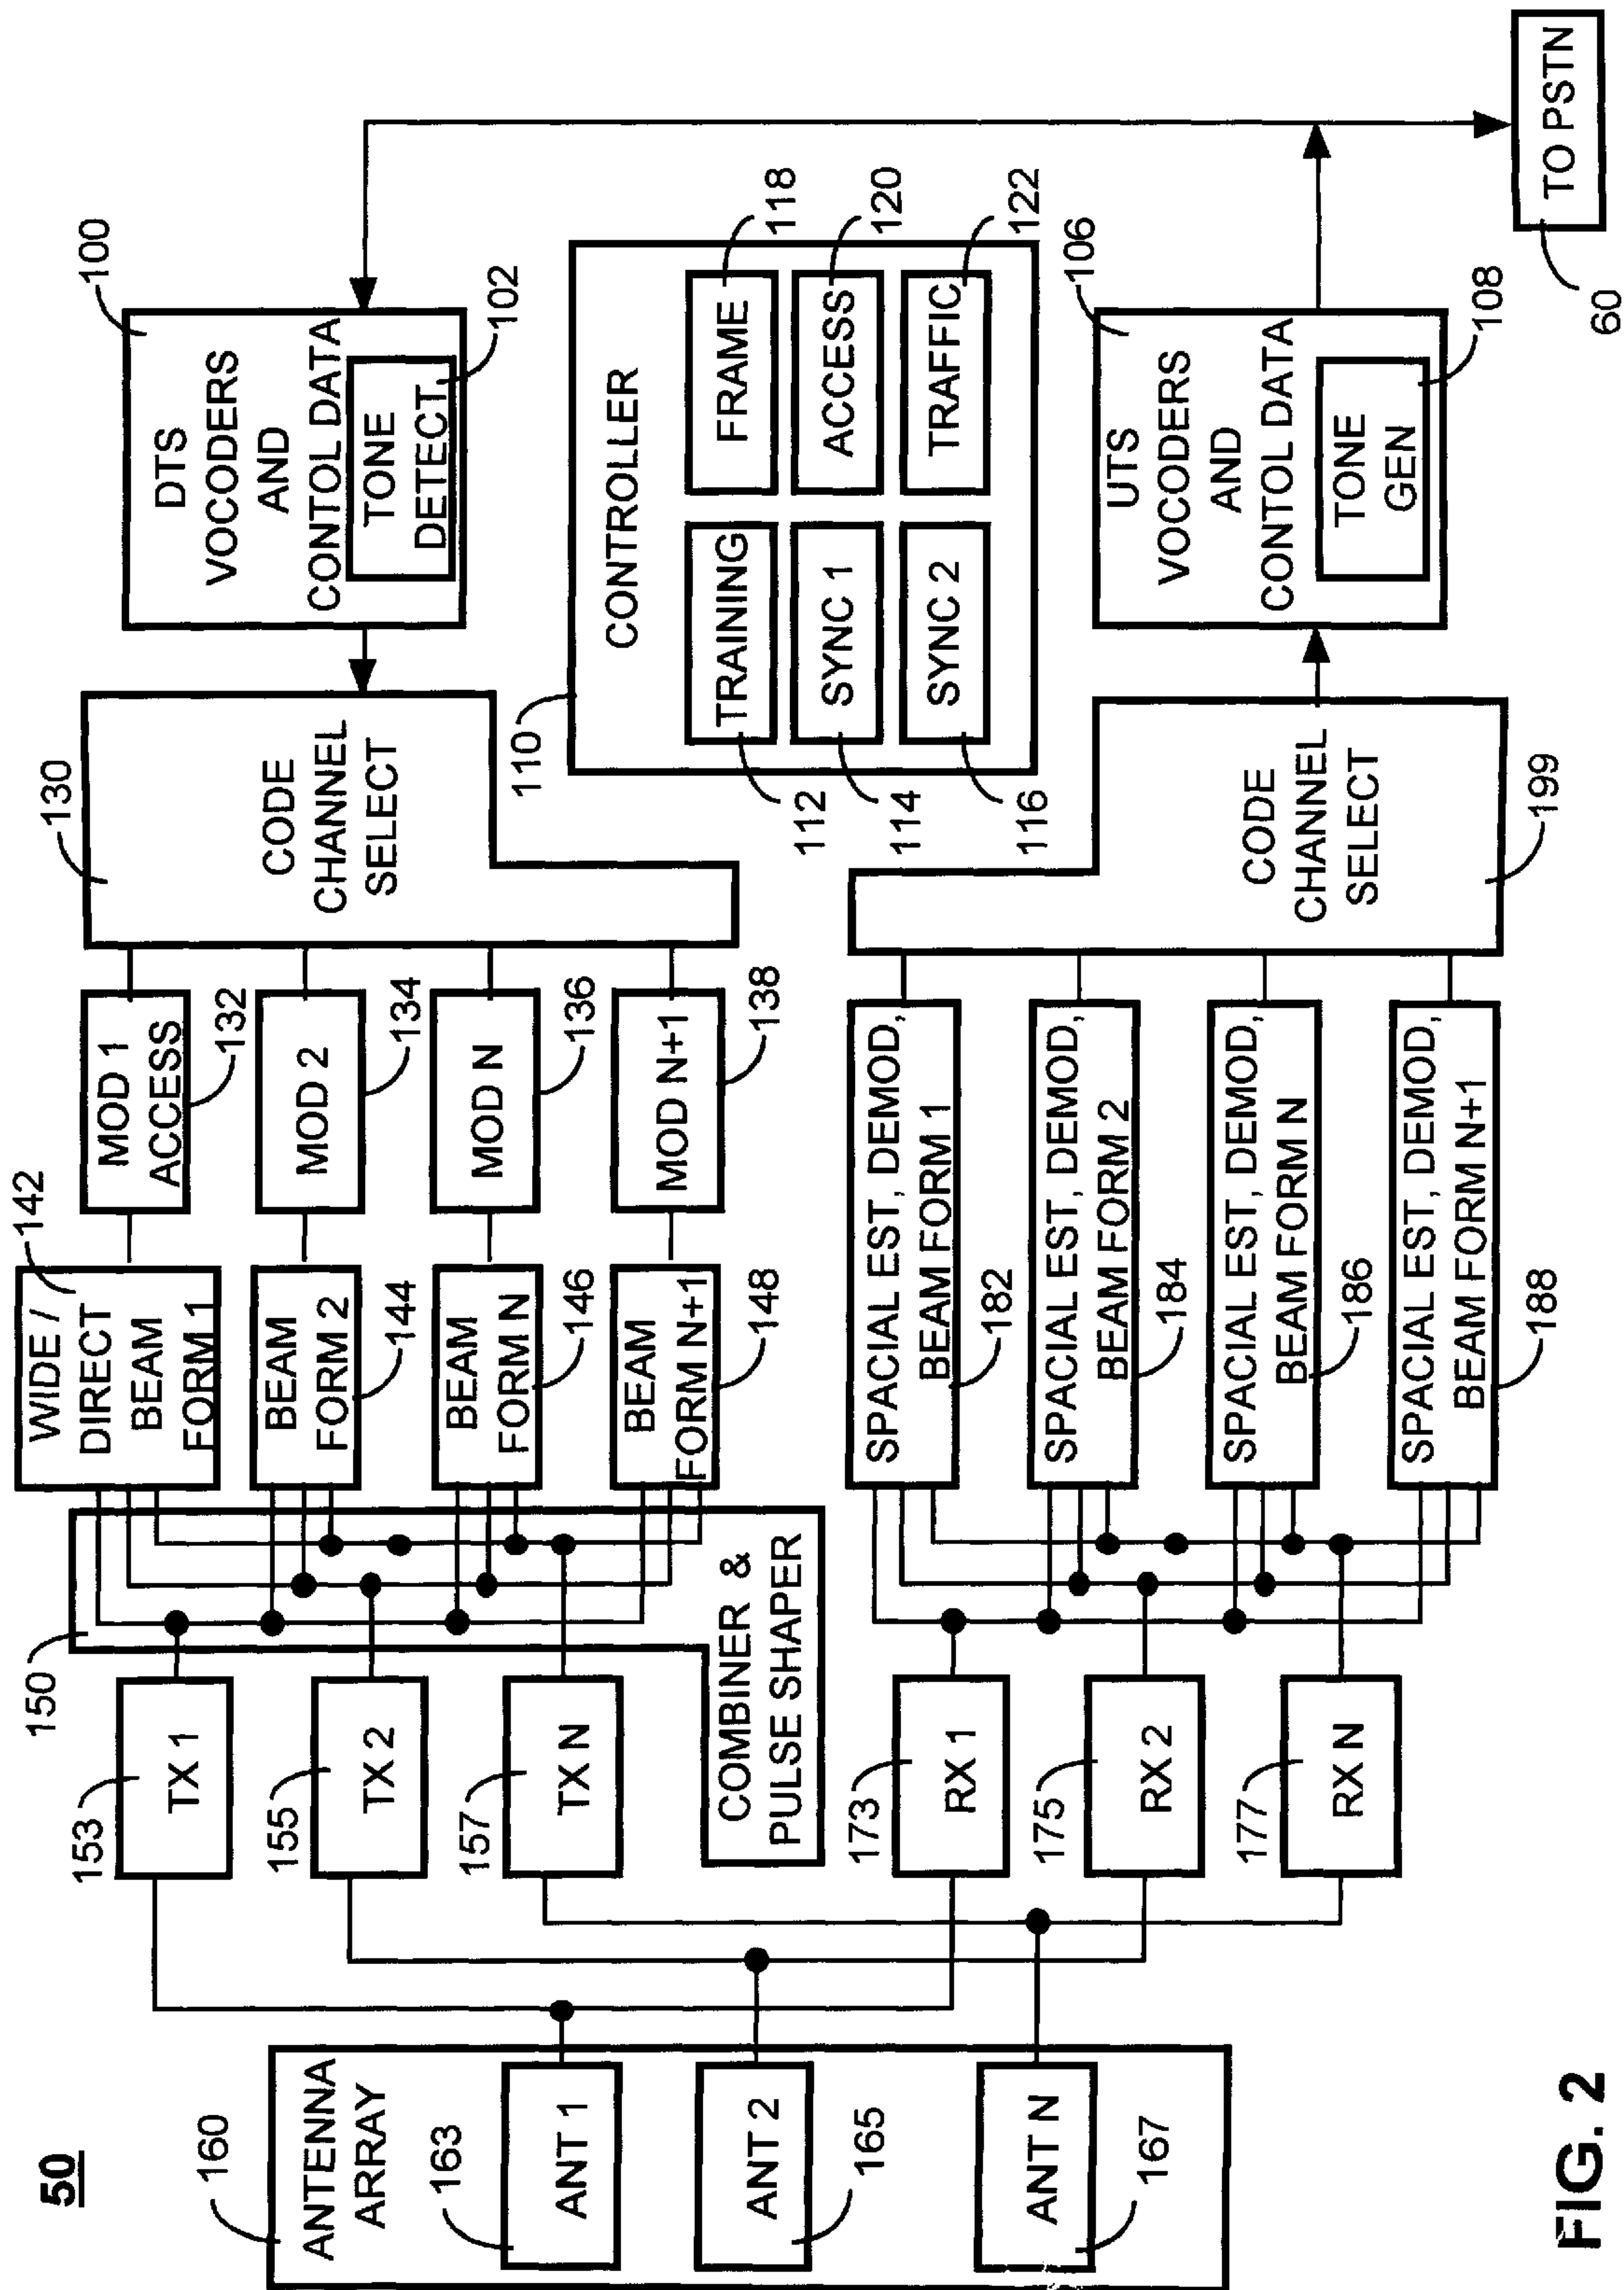 50
160
ANTENNA
ARRAY
163
ANT 1
ANT 2
165
ANT N
167
153
TX 1
155
TX 2
157
TX N
150
COMBINER &
PULSE SHAPER
173
RX 1
175
RX 2
177
RX N
WIDE /
DIRECT
BEAM
FORM 1
142
BEAM
FORM 2
144
BEAM
FORM N
146
BEAM
FORM N+1
148
MOD 1
ACCESS
132
MOD 2
134
MOD N
136
MOD N+1
138
SPACIAL EST, DEMOD,
BEAM FORM 1
182
SPACIAL EST, DEMOD,
BEAM FORM 2
184
SPACIAL EST, DEMOD,
BEAM FORM N
186
SPACIAL EST, DEMOD,
BEAM FORM N+1
188
130
CODE
CHANNEL
SELECT
CODE
CHANNEL
SELECT
199
100
DTS
VOCODERS
AND
CONTOL DATA
TONE
DETECT
102
110
CONTROLLER
TRAINING
FRAME
SYNC 1
ACCESS
SYNC 2
TRAFFIC
112
114
116
118
120
122
106
UTS
VOCODERS
AND
CONTOL DATA
TONE
GEN
108
TO PSTN
60
FIG. 2